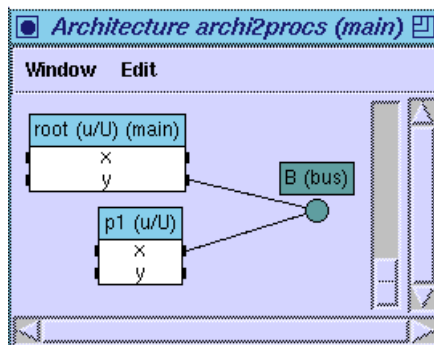 Architecture archi2procs (main)
Window Edit
root (u/U) (main)
x
y
B (bus)
p1 (u/U)
x
y